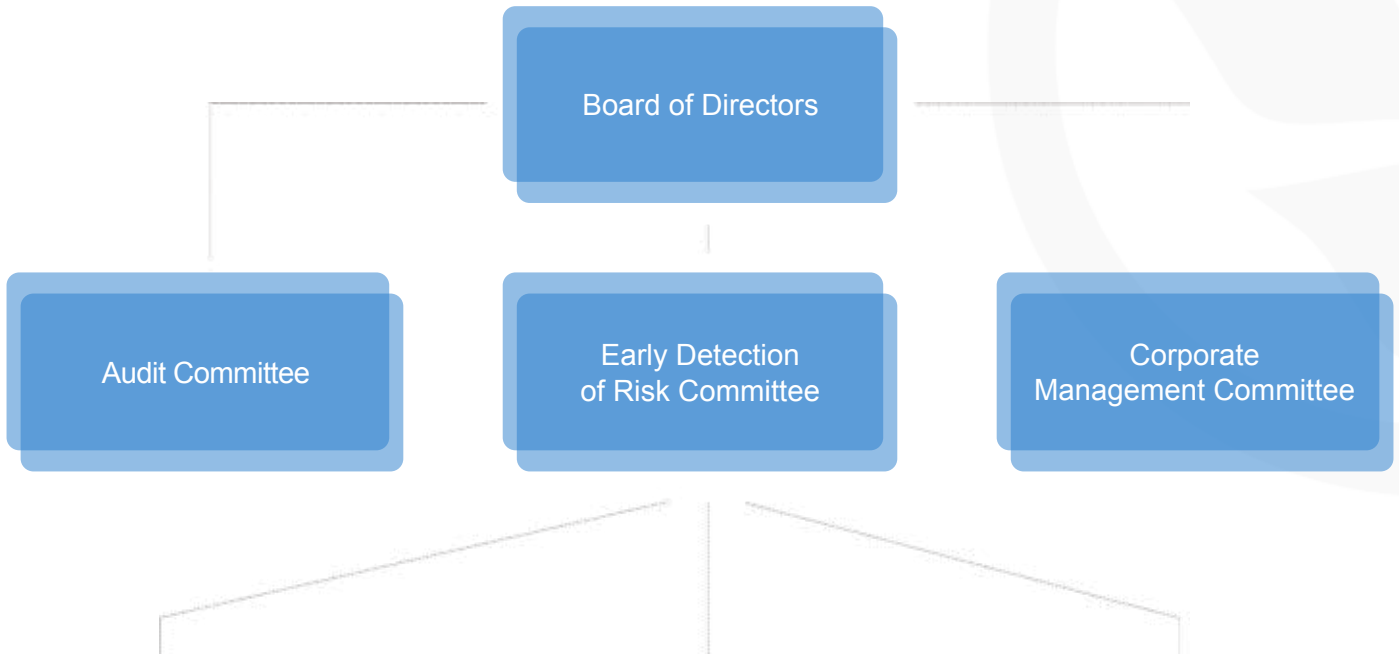 Board of Directors
Audit Committee
Early Detection
of Risk Committee
Corporate
Management Committee